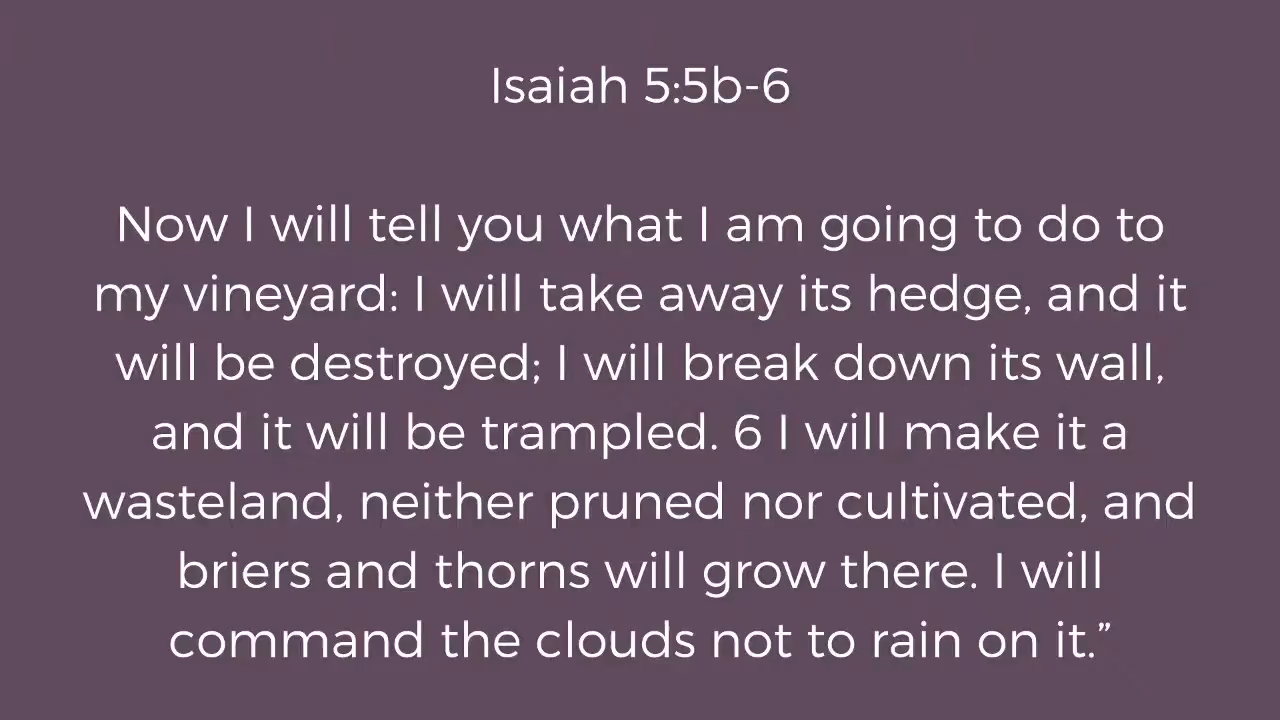 Isaiah 5:5b-6
Now I will tell you what I am going to do to
my vineyard: I will take away its hedge, and it
will be destroyed; I will break down its wall,
and it will be trampled. 6 I will make it a
wasteland, neither pruned nor cultivated, and
briers and thorns will grow there. I will
command the clouds not to rain on it.”